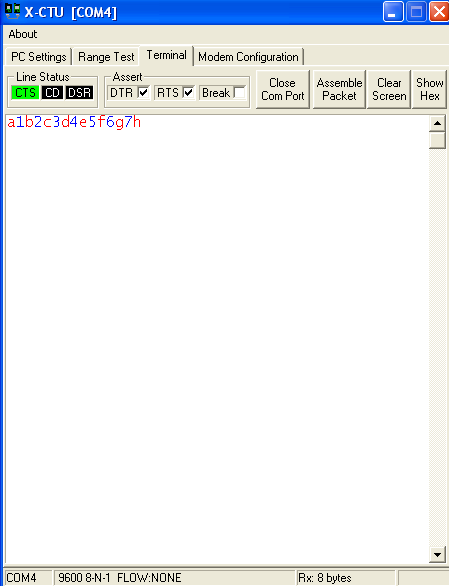 X-CTU [COM4]
About
PC Settings Range Test Terminal Modem Configuration
Line Status Assert
CTS CD DSR DTR RTS Break
Close Com Port
Assemble Packet
Clear Screen
Show Hex
a1b2c3d4e5f6g7h
COM4 9600 8-N-1 FLOW:NONE Rx: 8 bytes